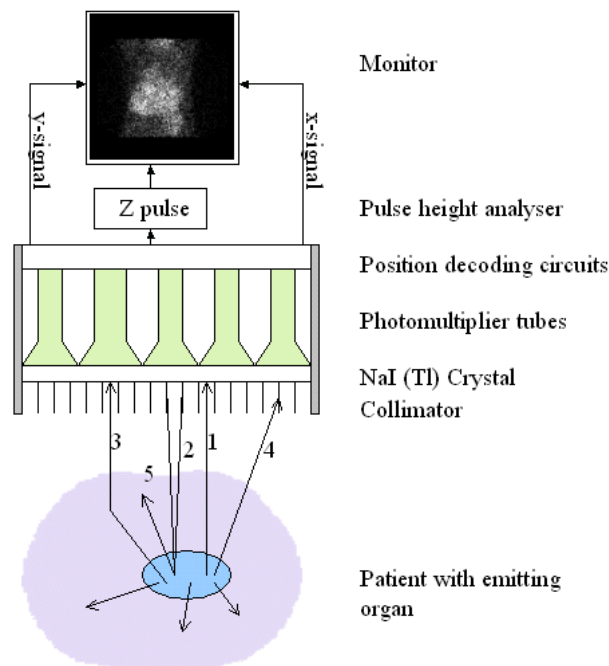 Monitor
y-signal
x-signal
Z pulse
Pulse height analyser
Position decoding circuits
Photomultiplier tubes
NaI (Tl) Crystal
Collimator
3
2
1
4
5
Patient with emitting
organ